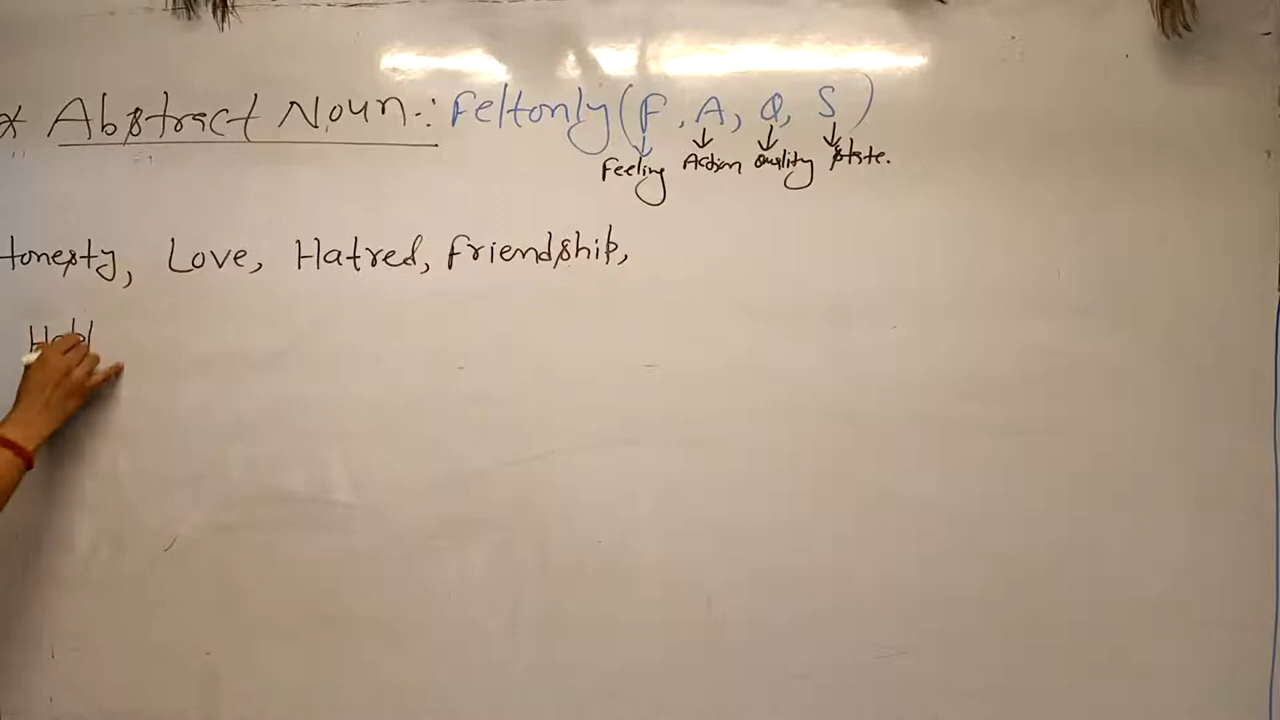 * Abstract Noun.: Feltonly (F, A, Q, S)
Feeling Action Quality State.
Honesty, Love, Hatred, Friendship,